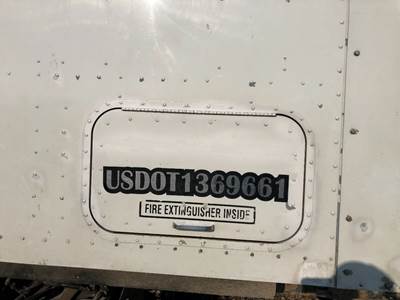 USDOT1369661
FIRE EXTINGUISHER INSIDE